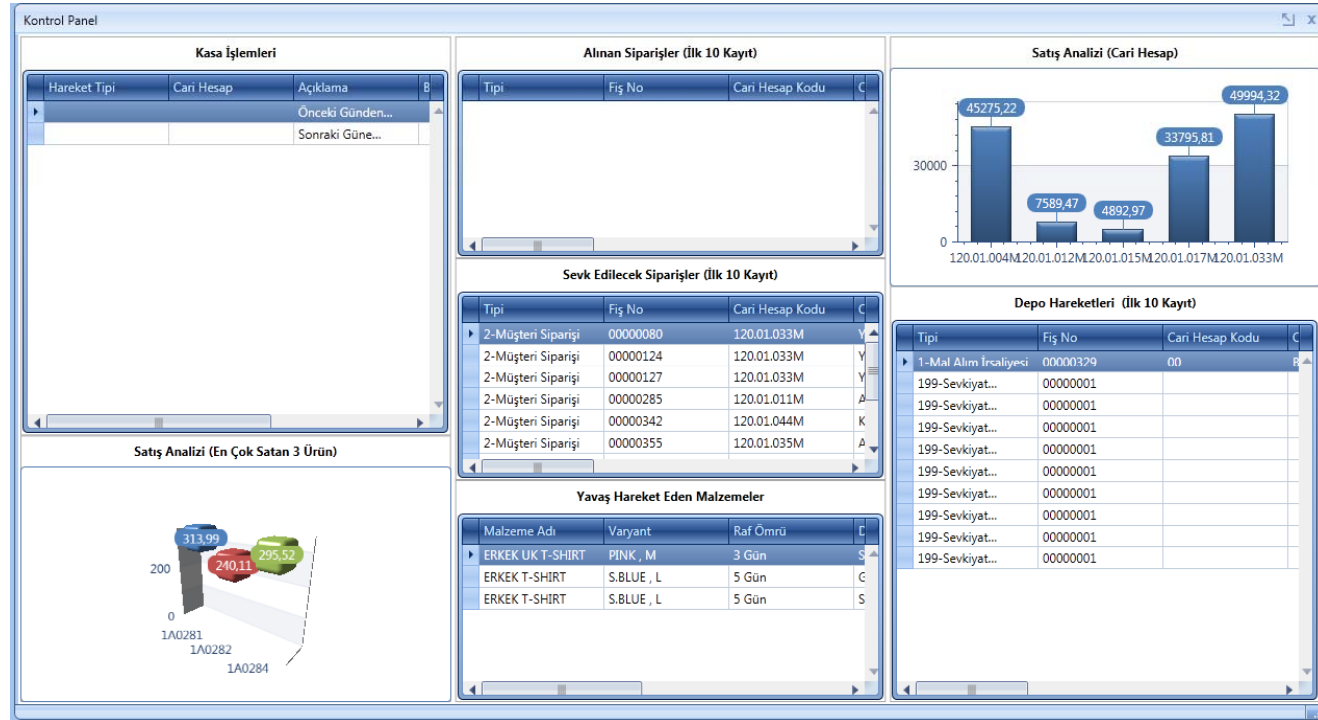 Kontrol Panel
Kasa İşlemleri
Hareket Tipi Cari Hesap Açıklama B
Önceki Günden...
Sonraki Güne...
Satış Analizi (En Çok Satan 3 Ürün)
313,99
240,11
295,52
200
0
1A0281
1A0282
1A0284
Alınan Siparişler (İlk 10 Kayıt)
Tipi Fiş No Cari Hesap Kodu C
Sevk Edilecek Siparişler (İlk 10 Kayıt)
Tipi Fiş No Cari Hesap Kodu C
2-Müşteri Siparişi 00000080 120.01.033M Y
2-Müşteri Siparişi 00000124 120.01.033M Y
2-Müşteri Siparişi 00000127 120.01.033M Y
2-Müşteri Siparişi 00000285 120.01.011M A
2-Müşteri Siparişi 00000342 120.01.044M K
2-Müşteri Siparişi 00000355 120.01.035M A
Yavaş Hareket Eden Malzemeler
Malzeme Adı Varyant Raf Ömrü D
ERKEK UK T-SHIRT PINK , M 3 Gün S
ERKEK T-SHIRT S.BLUE , L 5 Gün G
ERKEK T-SHIRT S.BLUE , L 5 Gün S
Satış Analizi (Cari Hesap)
45275,22
7589,47
4892,97
33795,81
49994,32
30000
0
120.01.004M 120.01.012M 120.01.015M 120.01.017M 120.01.033M
Depo Hareketleri (İlk 10 Kayıt)
Tipi Fiş No Cari Hesap Kodu C
1-Mal Alım İrsaliyesi 00000329 00 B
199-Sevkiyat... 00000001
199-Sevkiyat... 00000001
199-Sevkiyat... 00000001
199-Sevkiyat... 00000001
199-Sevkiyat... 00000001
199-Sevkiyat... 00000001
199-Sevkiyat... 00000001
199-Sevkiyat... 00000001
199-Sevkiyat... 00000001